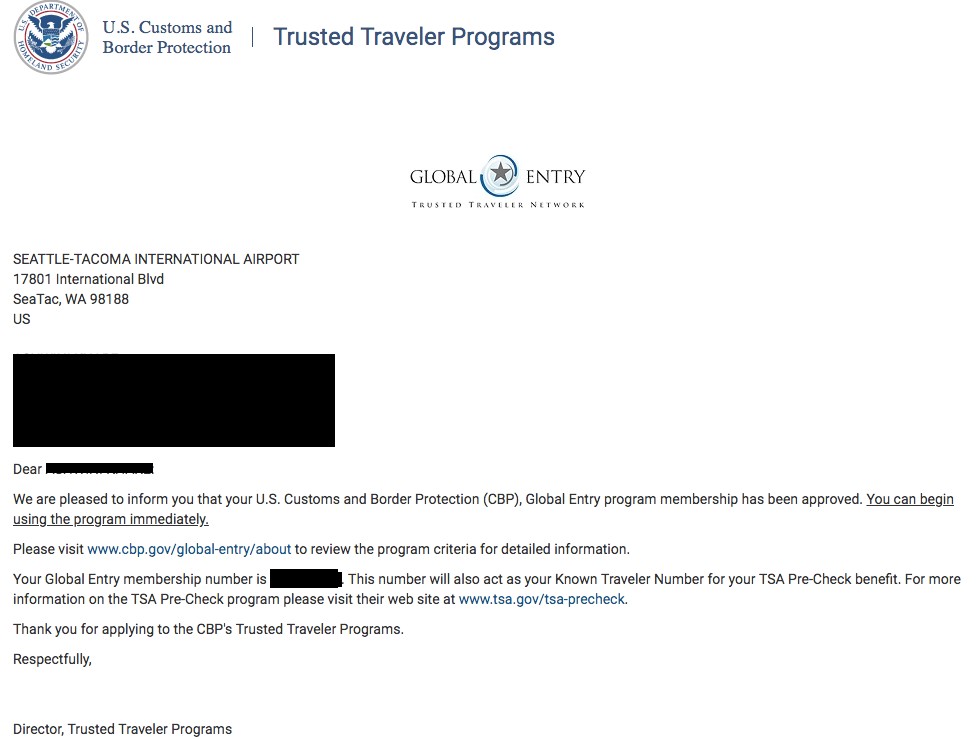 U.S. DEPARTMENT OF
HOMELAND SECURITY
U.S. Customs and
Border Protection
Trusted Traveler Programs
GLOBAL ENTRY
TRUSTED TRAVELER NETWORK
SEATTLE-TACOMA INTERNATIONAL AIRPORT
17801 International Blvd
SeaTac, WA 98188
US
Dear
We are pleased to inform you that your U.S. Customs and Border Protection (CBP), Global Entry program membership has been approved. You can begin
using the program immediately.
Please visit www.cbp.gov/global-entry/about to review the program criteria for detailed information.
Your Global Entry membership number is . This number will also act as your Known Traveler Number for your TSA Pre-Check benefit. For more
information on the TSA Pre-Check program please visit their web site at www.tsa.gov/tsa-precheck.
Thank you for applying to the CBP's Trusted Traveler Programs.
Respectfully,
Director, Trusted Traveler Programs